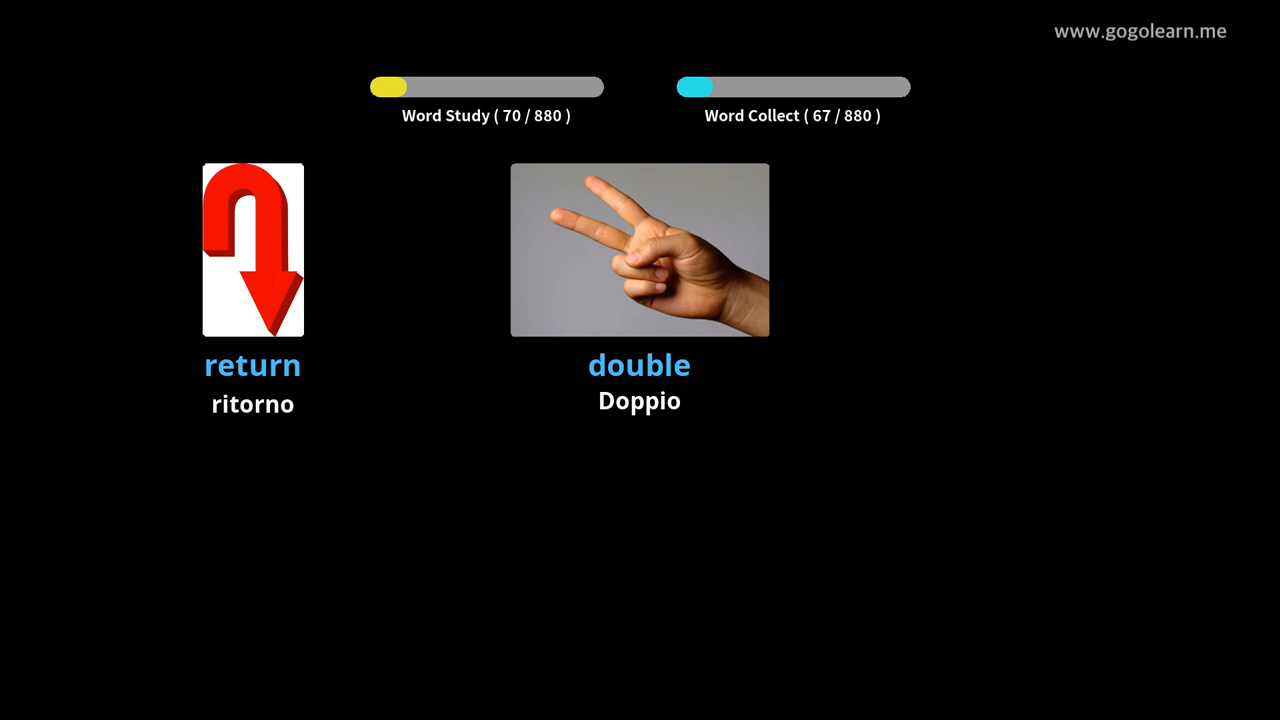 www.gogolearn.me
Word Study ( 70 / 880 )
Word Collect ( 67 / 880 )
return
ritorno
double
Doppio